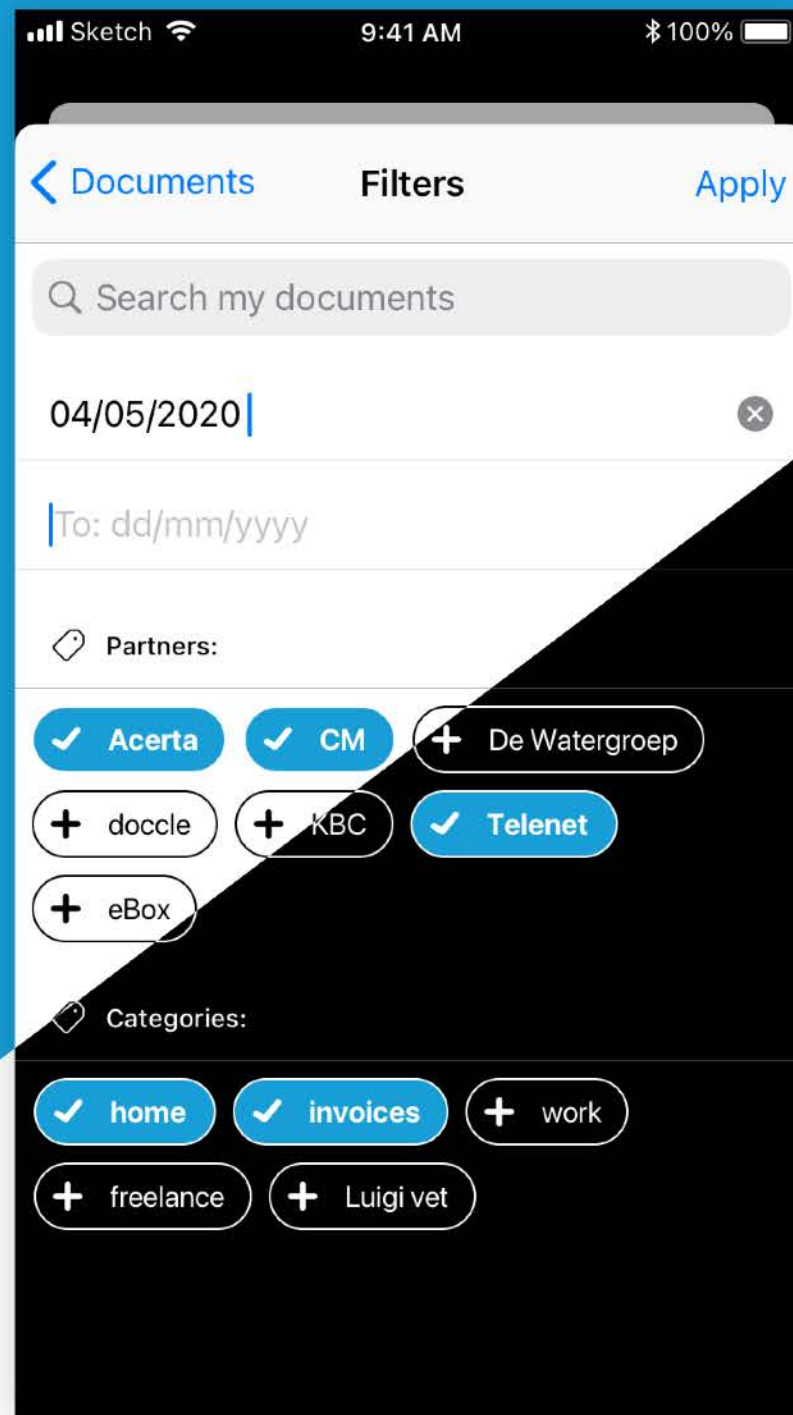 Sketch 9:41 AM 100%
Documents Filters Apply
Search my documents
04/05/2020
To: dd/mm/yyyy
Partners:
Acerta CM De Watergroep
doccle KBC Telenet
eBox
Categories:
home invoices work
freelance Luigi vet